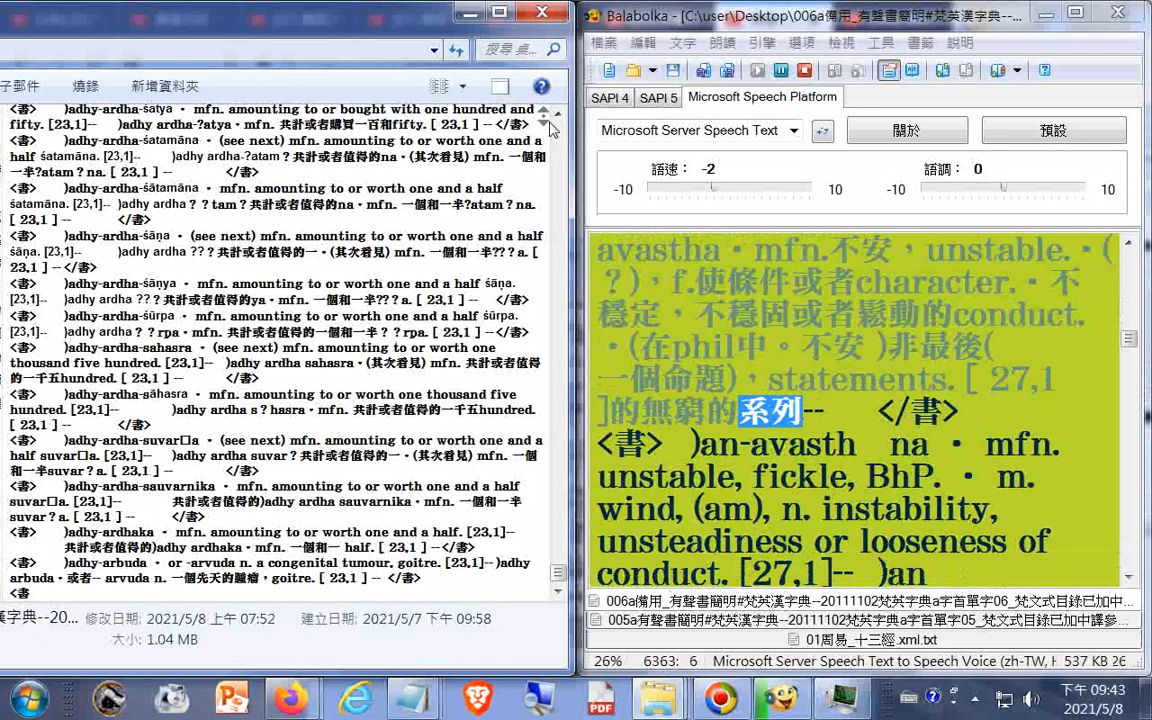 搜尋 桌...
子郵件 燒錄 新增資料夾
<書> )adhy-ardha-śatya‧mfn. amounting to or bought with one hundred and
fifty. [23,1]-- )adhy ardha-?atya‧mfn. 共計或者購買一百和fifty. [ 23,1 ] --</書>
<書> )adhy-ardha-śatamāna‧(see next) mfn. amounting to or worth one and a
half śatamāna. [23,1]-- )adhy ardha-?atam ? 共計或者值得的na‧(其次看見) mfn. 一個和
一半?atam ? na. [ 23,1 ] -- </書>
<書> )adhy-ardha-śātamāna‧mfn. amounting to or worth one and a half
śatamāna. [23,1]-- )adhy ardha ? ? tam ? 共計或者值得的na‧mfn. 一個和一半?atam ? na. [
23,1 ] -- </書>
<書> )adhy-ardha-śāṇa‧(see next) mfn. amounting to or worth one and a half
śāṇa. [23,1]-- )adhy ardha ?? ? 共計或者值得的一‧(其次看見) mfn. 一個和一半??? a. [
23,1 ] --</書>
<書> )adhy-ardha-śāṇya‧mfn. amounting to or worth one and a half śāṇa.
[23,1]-- )adhy ardha ?? ? 共計或者值得的ya‧mfn. 一個和一半??? a. [ 23,1 ] -- </書>
<書> )adhy-ardha-śūrpa‧mfn. amounting to or worth one and a half śūrpa.
[23,1]-- )adhy ardha ? ? rpa‧mfn. 共計或者值得的一個和一半? ? rpa. [ 23,1 ] -- </書>
<書> )adhy-ardha-sahasra‧(see next) mfn. amounting to or worth one
thousand five hundred. [23,1]-- )adhy ardha sahasra‧(其次看見) mfn. 共計或者值得
的一千五hundred. [ 23,1 ] -- </書>
<書> )adhy-ardha-sāhasra‧mfn. amounting to or worth one thousand five
hundred. [23,1]-- )adhy ardha s ? hasra‧mfn. 共計或者值得的一千五hundred.
[ 23,1 ] -- </書>
<書> )adhy-ardha-suvar□a‧(see next) mfn. amounting to or worth one and a
half suvar□a. [23,1]-- )adhy ardha suvar ? 共計或者值得的一‧(其次看見) mfn. 一個
和一半suvar ? a. [ 23,1 ] -- </書>
<書> )adhy-ardha-sauvarnika‧mfn. amounting to or worth one and a half
suvar□a. [23,1]-- 共計或者值得的)adhy ardha sauvarnika‧mfn. 一個和一半
suvar ? a. [ 23,1 ] -- </書>
<書> )adhy-ardhaka‧mfn. amounting to or worth one and a half. [23,1]--
共計或者值得的)adhy ardhaka‧mfn. 一個和一 half. [ 23,1 ] --</書>
<書> )adhy-arbuda‧or -arvuda n. a congenital tumour, goitre. [23,1]--)adhy
arbuda‧或者-- arvuda n. 一個先天的腫瘤，goitre. [ 23,1 ] -- </書>
<書
漢字典--20... 修改日期: 2021/5/8 上午 07:52 建立日期: 2021/5/7 下午 09:58
大小: 1.04 MB
Balabolka - [C:\user\Desktop\006a備用_有聲書簡明#梵英漢字典--...
檔案 編輯 文字 朗讀 引擎 選項 檢視 工具 書籤 說明
SAPI 4 SAPI 5 Microsoft Speech Platform
Microsoft Server Speech Text 關於 預設
語速: -2 語調: 0
-10 10 -10 10
avastha‧mfn.不安，unstable.‧(
?)，f.使條件或者character.‧不
穩定，不穩固或者鬆動的conduct.
‧(在phil中。不安 )非最後(
一個命題)，statements. [ 27,1
]的無窮的系列-- </書>
<書> )an-avasth na‧mfn.
unstable, fickle, BhP.‧m.
wind, (am), n. instability,
unsteadiness or looseness of
conduct. [27,1]-- )an
006a備用_有聲書簡明#梵英漢字典--20111102梵英字典a字首單字06_梵文式目錄已加中...
005a有聲書簡明#梵英漢字典--20111102梵英字典a字首單字05_梵文式目錄已加中譯參...
01周易_十三經.xml.txt
26% 6363: 6 Microsoft Server Speech Text to Speech Voice (zh-TW, H 537 KB 26
下午 09:43
2021/5/8